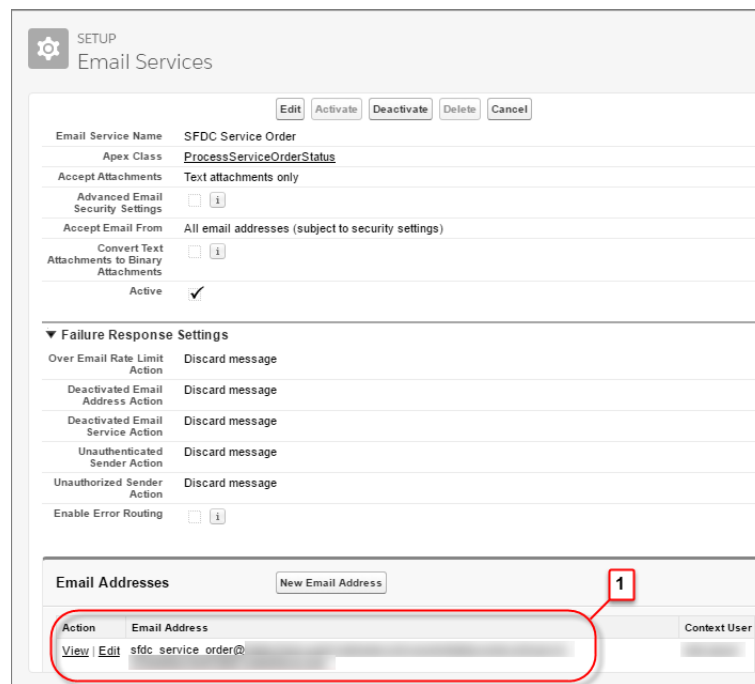 SETUP
Email Services
Edit Activate Deactivate Delete Cancel
Email Service Name SFDC Service Order
Apex Class ProcessServiceOrderStatus
Accept Attachments Text attachments only
Advanced Email
Security Settings i
Accept Email From All email addresses (subject to security settings)
Convert Text
Attachments to Binary
Attachments i
Active
Failure Response Settings
Over Email Rate Limit
Action Discard message
Deactivated Email
Address Action Discard message
Deactivated Email
Service Action Discard message
Unauthenticated
Sender Action Discard message
Unauthorized Sender
Action Discard message
Enable Error Routing i
Email Addresses New Email Address 1
Action Email Address Context User
View | Edit sfdc_service_order@